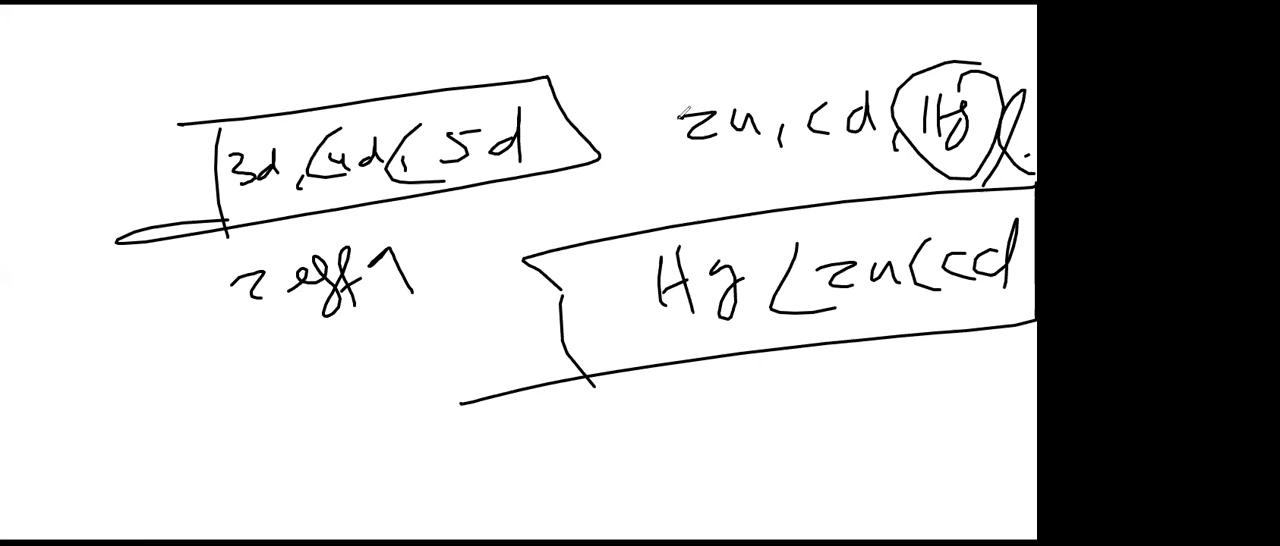 3d, < 4d, < 5d
zn, cd, Hg l.
z eff ↑
Hg < zn < cd